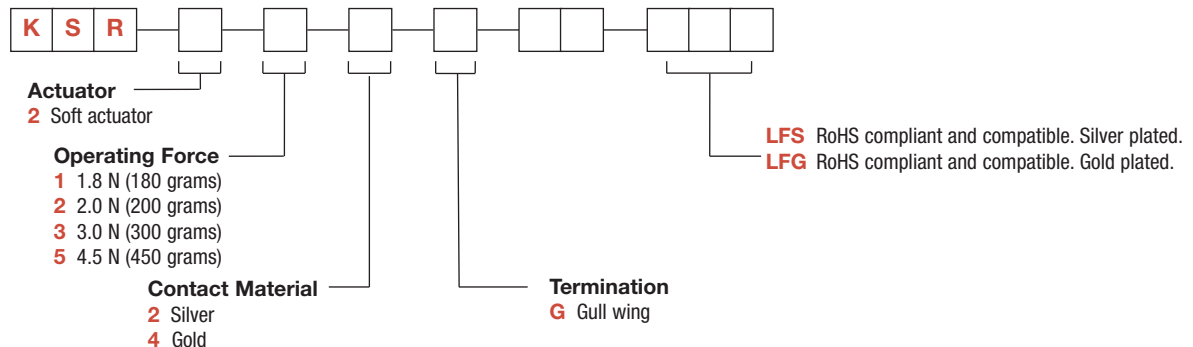 K S R
Actuator
2 Soft actuator
Operating Force
1 1.8 N (180 grams)
2 2.0 N (200 grams)
3 3.0 N (300 grams)
5 4.5 N (450 grams)
Contact Material
2 Silver
4 Gold
Termination
G Gull wing
LFS RoHS compliant and compatible. Silver plated.
LFG RoHS compliant and compatible. Gold plated.